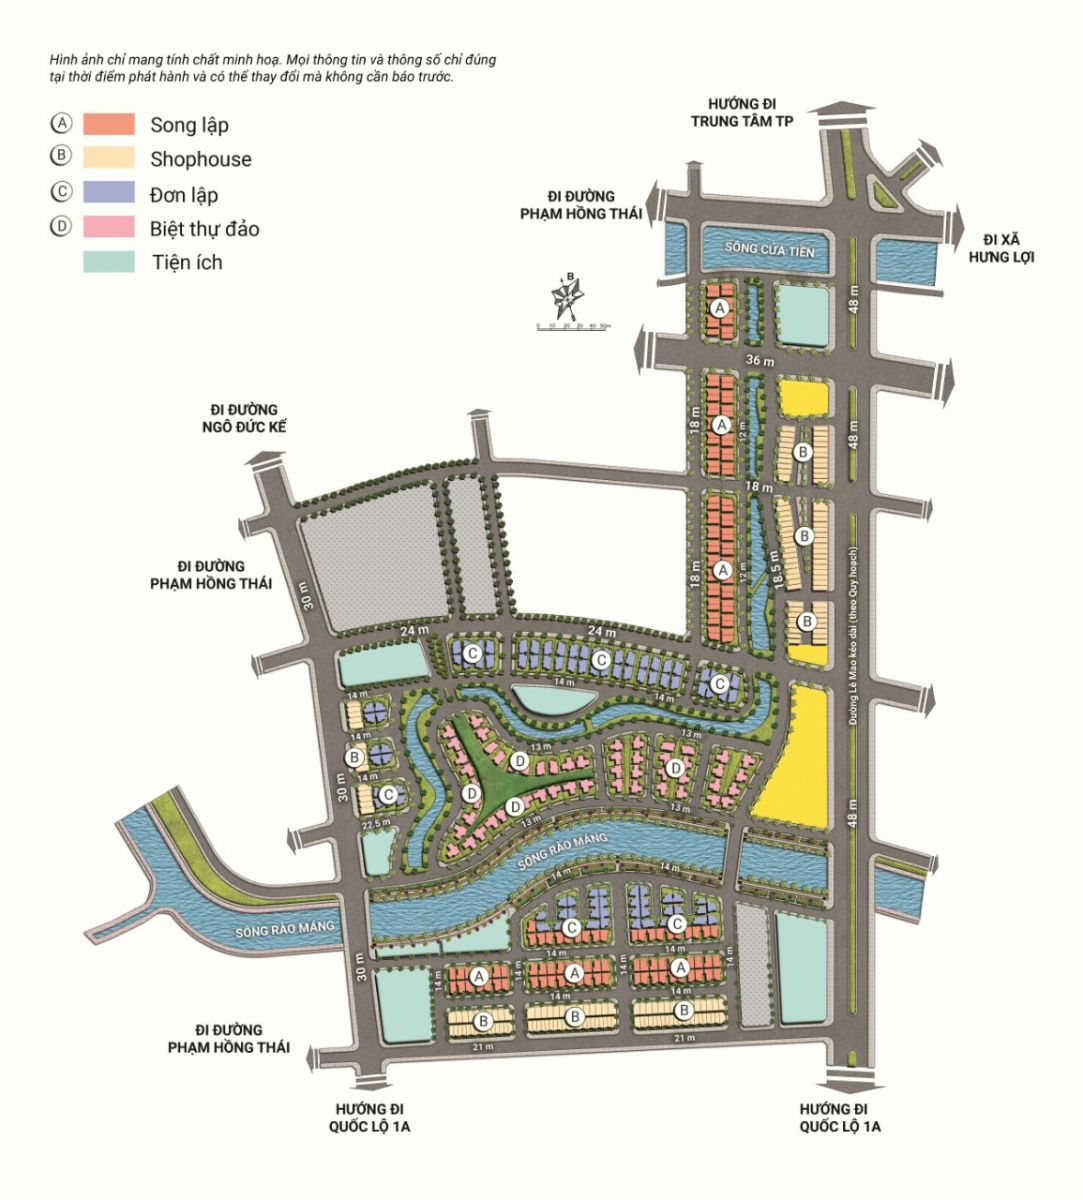 Hình ảnh chỉ mang tính chất minh hoạ. Mọi thông tin và thông số chỉ đúng
tại thời điểm phát hành và có thể thay đổi mà không cần báo trước.
A Song lập
B Shophouse
C Đơn lập
D Biệt thự đảo
Tiện ích
HƯỚNG ĐI
TRUNG TÂM TP
ĐI ĐƯỜNG
PHẠM HỒNG THÁI
ĐI XÃ
HƯNG LỢI
SÔNG CỬA TIỀN
B
0 10 20 30 40 50m
A
48 m
36 m
ĐI ĐƯỜNG
NGÔ ĐỨC KẾ
18 m
A
12 m
B
48 m
18 m
B
ĐI ĐƯỜNG
PHẠM HỒNG THÁI
30 m
18 m
A
12 m
18.5 m
B
Đường Lê Mao kéo dài (theo Quy hoạch)
24 m
24 m
C
C
C
14 m
14 m
14 m
14 m
13 m
13 m
B
D
D
14 m
30 m
C
D
D
22.5 m
13 m
13 m
48 m
SÔNG RÀO MÁNG
14 m
14 m
SÔNG RÀO MÁNG
C
C
14 m
14 m
30 m
14 m
A
14 m
A
14 m
A
14 m
14 m
14 m
B
B
B
21 m
21 m
ĐI ĐƯỜNG
PHẠM HỒNG THÁI
HƯỚNG ĐI
QUỐC LỘ 1A
HƯỚNG ĐI
QUỐC LỘ 1A